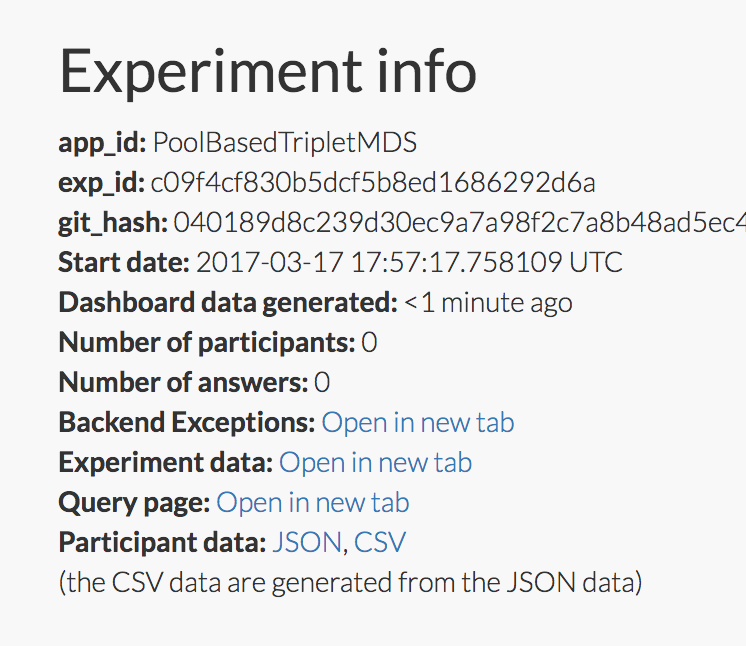 Experiment info
app_id: PoolBasedTripletMDS
exp_id: c09f4cf830b5dcf5b8ed1686292d6a
git_hash: 040189d8c239d30ec9a7a98f2c7a8b48ad5ec4
Start date: 2017-03-17 17:57:17.758109 UTC
Dashboard data generated: <1 minute ago
Number of participants: 0
Number of answers: 0
Backend Exceptions: Open in new tab
Experiment data: Open in new tab
Query page: Open in new tab
Participant data: JSON, CSV
(the CSV data are generated from the JSON data)